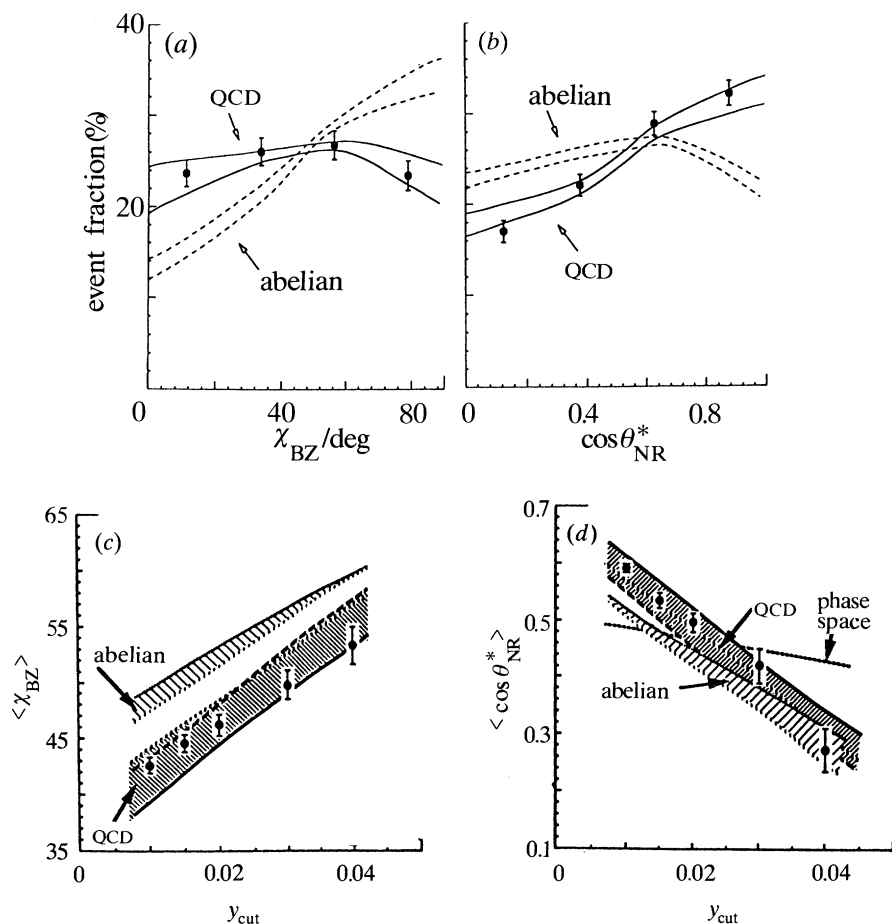 40
(a)
(b)
QCD
abelian
20
event fraction (%)
abelian
QCD
0
40
80
0
0.4
0.8
χBZ/deg
cosθ*NR
65
(c)
0.7
(d)
55
abelian
<χBZ>
45
QCD
35
0
0.02
0.04
ycut
QCD
phase
space
0.5
<cosθ*NR>
abelian
0.3
0.1
0
0.02
0.04
ycut